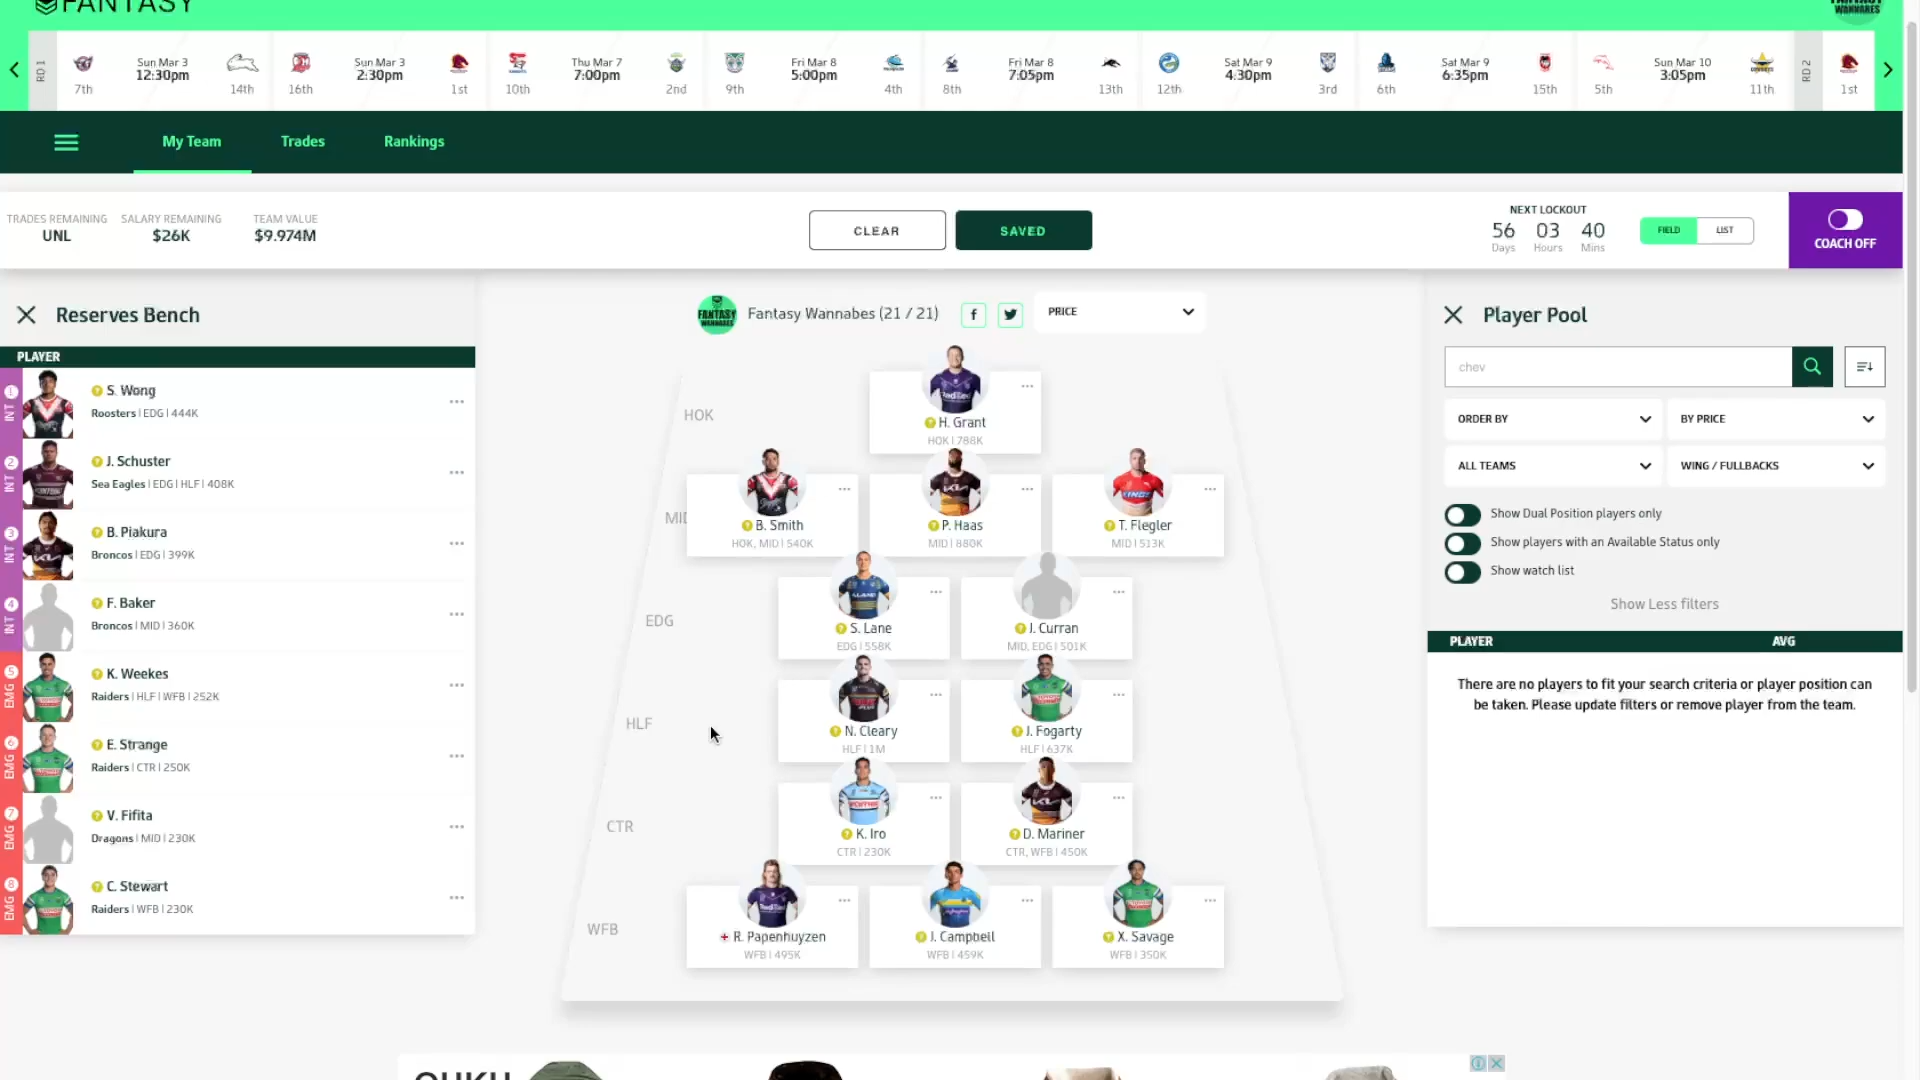 FANTASY
FANTASY
WANNABES
RD 1
Sun Mar 3
12:30pm
7th
14th
Sun Mar 3
2:30pm
16th
1st
Thu Mar 7
7:00pm
10th
2nd
Fri Mar 8
5:00pm
9th
4th
Fri Mar 8
7:05pm
8th
13th
Sat Mar 9
4:30pm
12th
3rd
Sat Mar 9
6:35pm
6th
15th
Sun Mar 10
3:05pm
5th
11th
RD 2
1st
My Team
Trades
Rankings
TRADES REMAINING
UNL
SALARY REMAINING
$26K
TEAM VALUE
$9.974M
CLEAR
SAVED
NEXT LOCKOUT
56 03 40
Days Hours Mins
FIELD
LIST
COACH OFF
Reserves Bench
PLAYER
1 INT
S. Wong
Roosters | EDG | 444K
2 INT
J. Schuster
Sea Eagles | EDG | HLF | 408K
3 INT
B. Piakura
Broncos | EDG | 399K
4 INT
F. Baker
Broncos | MID | 360K
5 EMG
K. Weekes
Raiders | HLF | WFB | 252K
6 EMG
E. Strange
Raiders | CTR | 250K
7 EMG
V. Fifita
Dragons | MID | 230K
8 EMG
C. Stewart
Raiders | WFB | 230K
FANTASY
WANNABES
Fantasy Wannabes (21 / 21)
PRICE
HOK
H. Grant
HOK | 788K
MID
B. Smith
HOK, MID | 540K
P. Haas
MID | 880K
T. Flegler
MID | 513K
EDG
S. Lane
EDG | 558K
J. Curran
MID, EDG | 501K
HLF
N. Cleary
HLF | 1M
J. Fogarty
HLF | 637K
CTR
K. Iro
CTR | 230K
D. Mariner
CTR, WFB | 450K
WFB
R. Papenhuyzen
WFB | 495K
J. Campbell
WFB | 459K
X. Savage
WFB | 350K
Player Pool
chev
ORDER BY
BY PRICE
ALL TEAMS
WING / FULLBACKS
Show Dual Position players only
Show players with an Available Status only
Show watch list
Show Less filters
PLAYER
AVG
There are no players to fit your search criteria or player position can
be taken. Please update filters or remove player from the team.